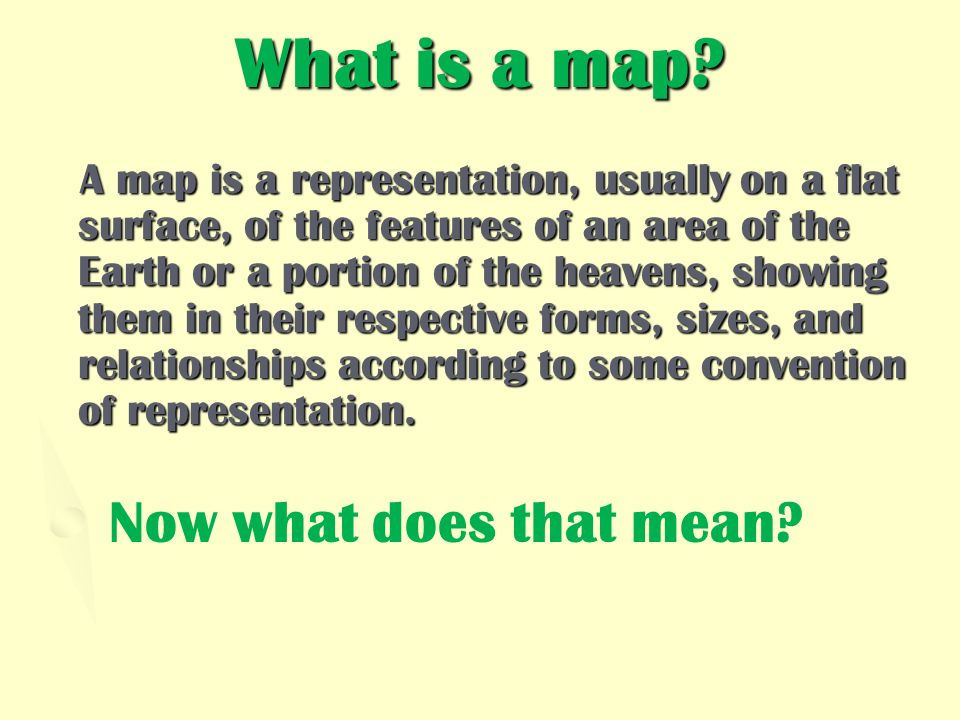 What is a map?
A map is a representation, usually on a flat
surface, of the features of an area of the
Earth or a portion of the heavens, showing
them in their respective forms, sizes, and
relationships according to some convention
of representation.
Now what does that mean?